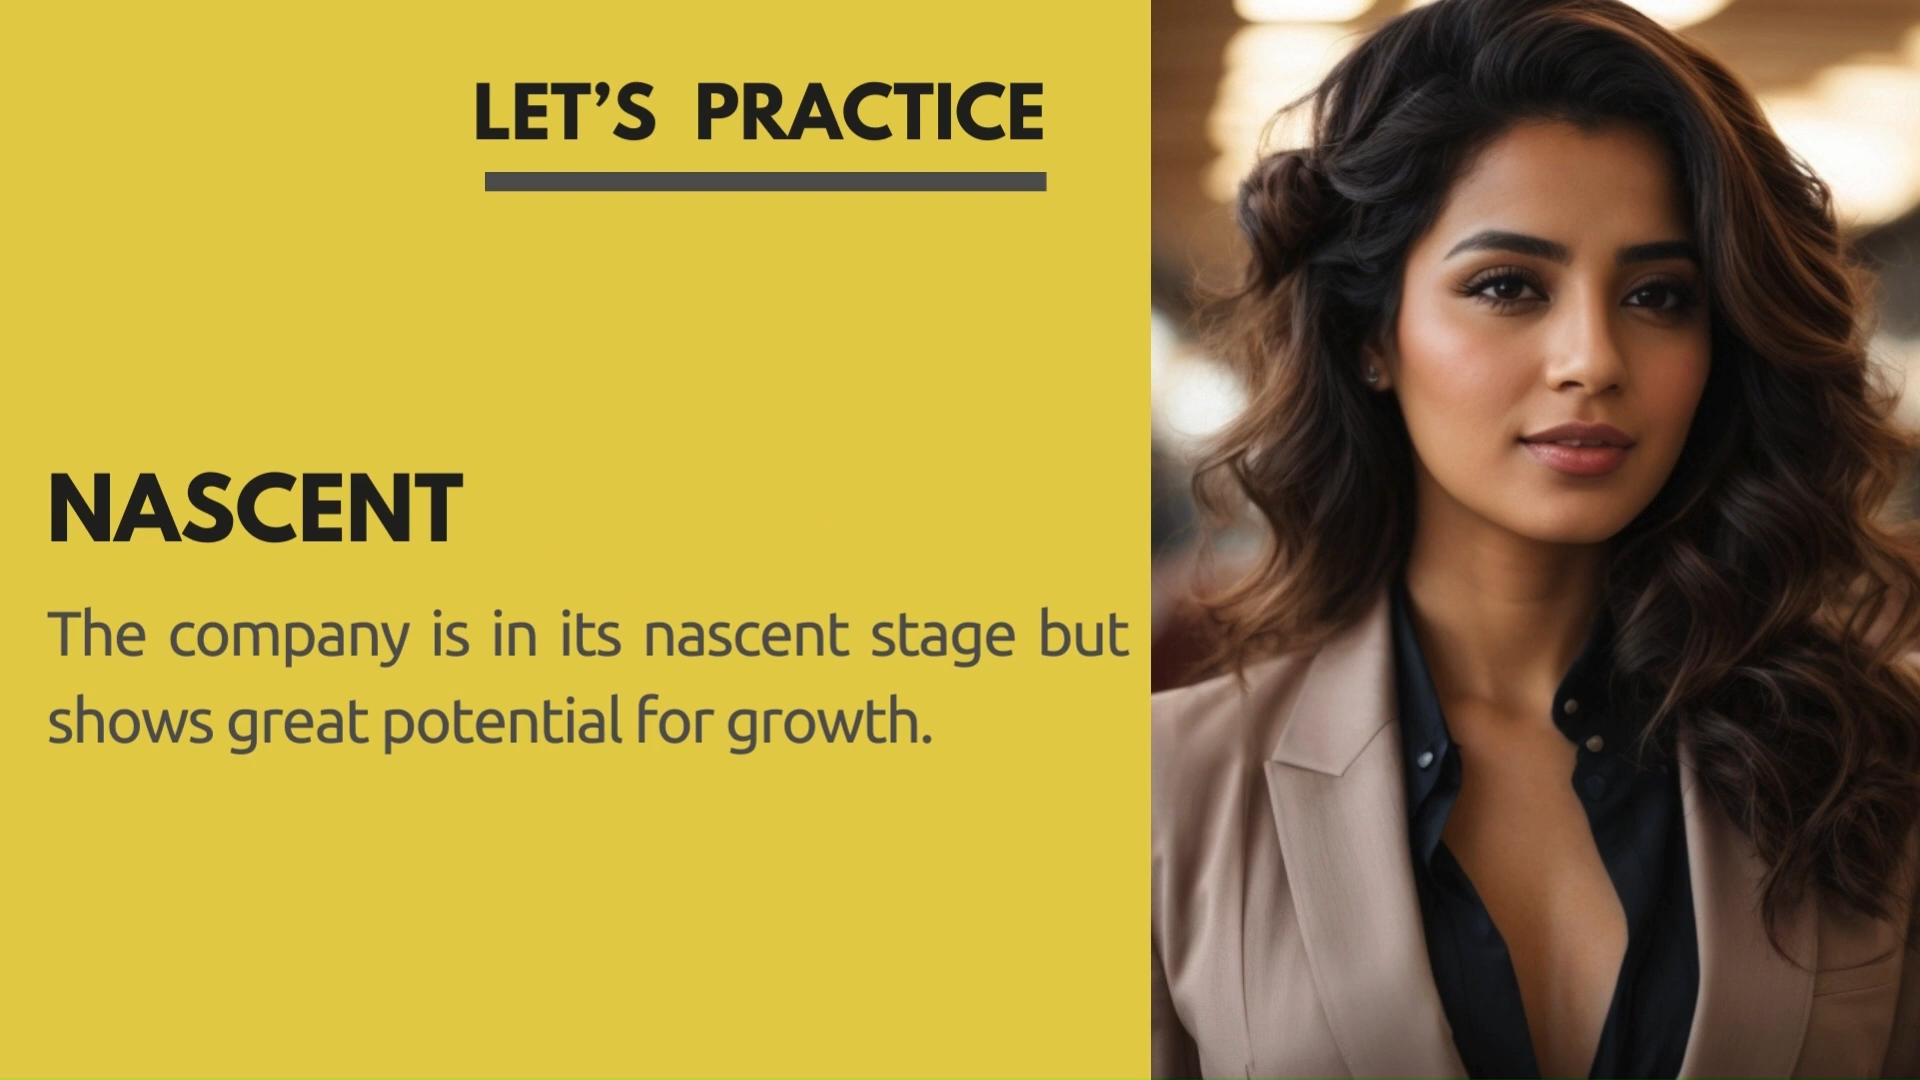 LET’S PRACTICE
NASCENT
The company is in its nascent stage but
shows great potential for growth.